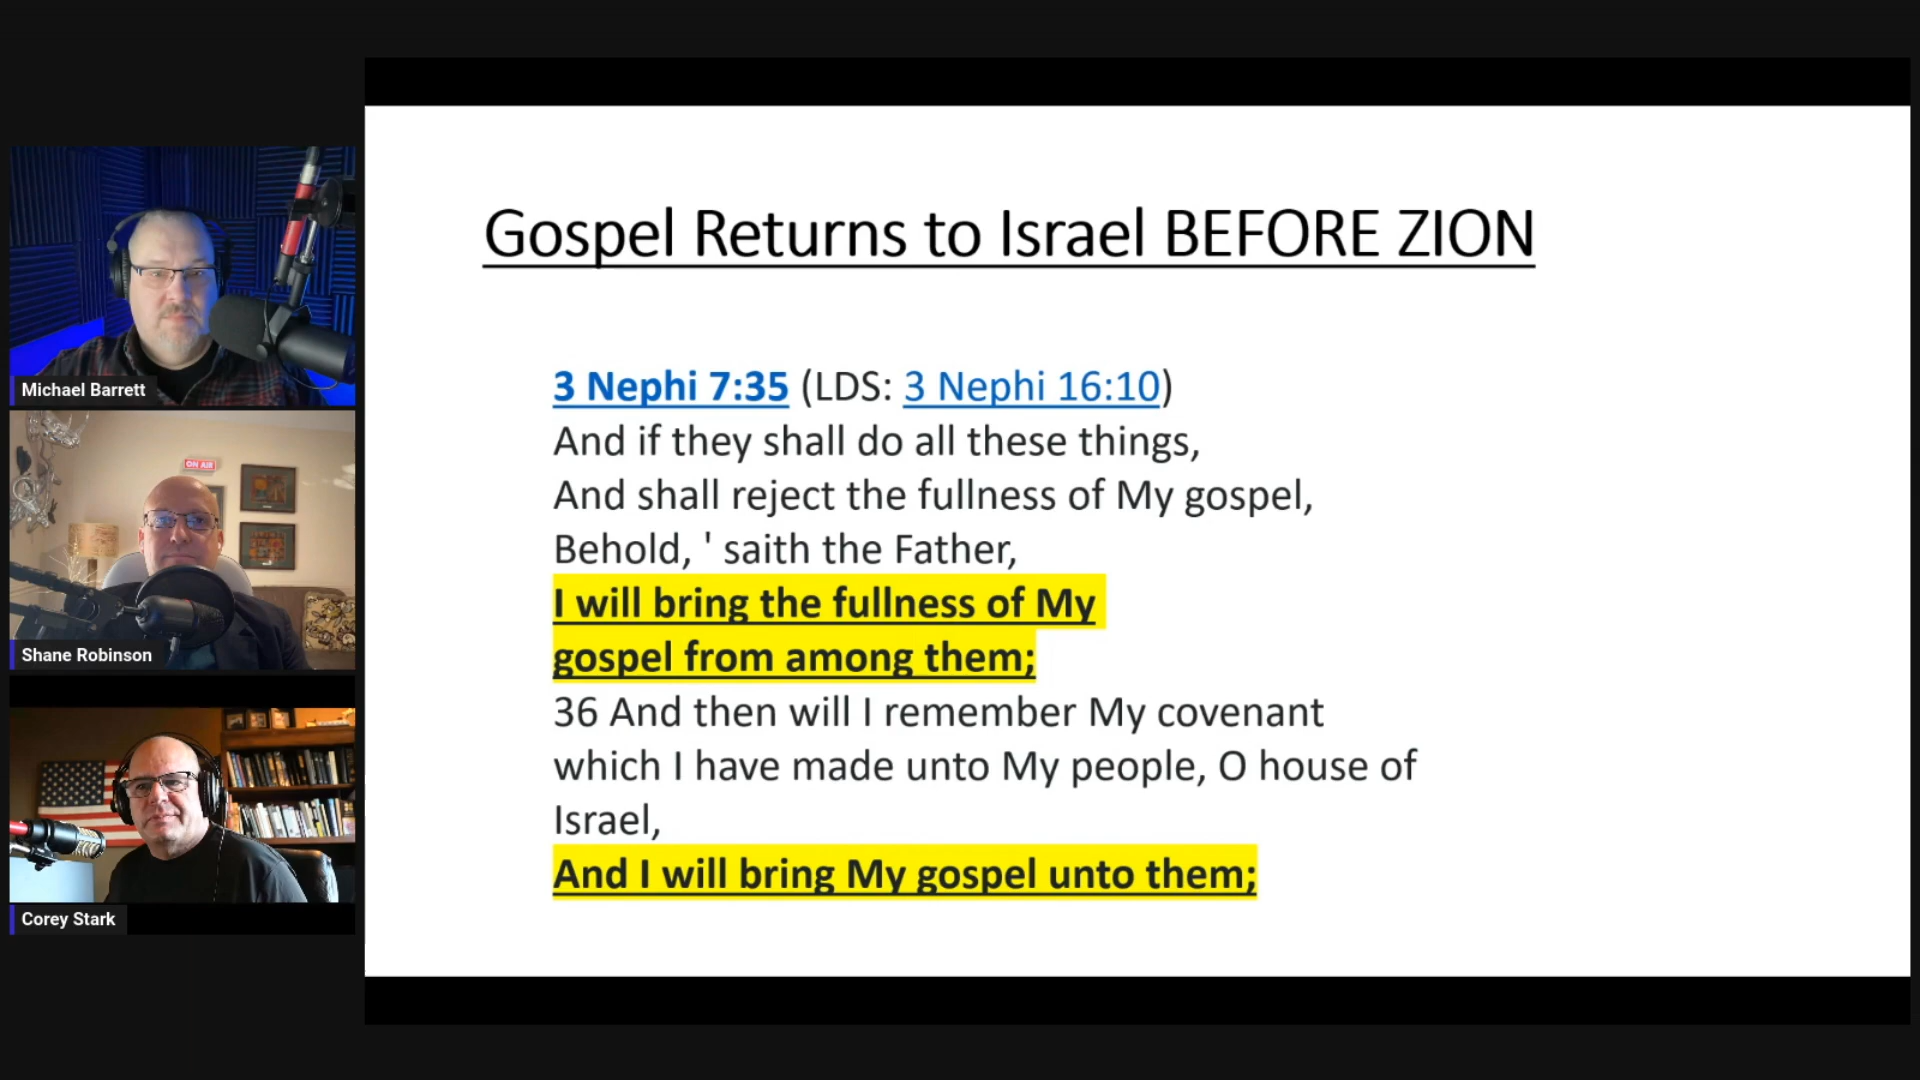 Gospel Returns to Israel BEFORE ZION
3 Nephi 7:35 (LDS: 3 Nephi 16:10)
And if they shall do all these things,
And shall reject the fullness of My gospel,
Behold, ' saith the Father,
I will bring the fullness of My
gospel from among them;
36 And then will I remember My covenant
which I have made unto My people, O house of
Israel,
And I will bring My gospel unto them;
Michael Barrett
ON AIR
Shane Robinson
Corey Stark